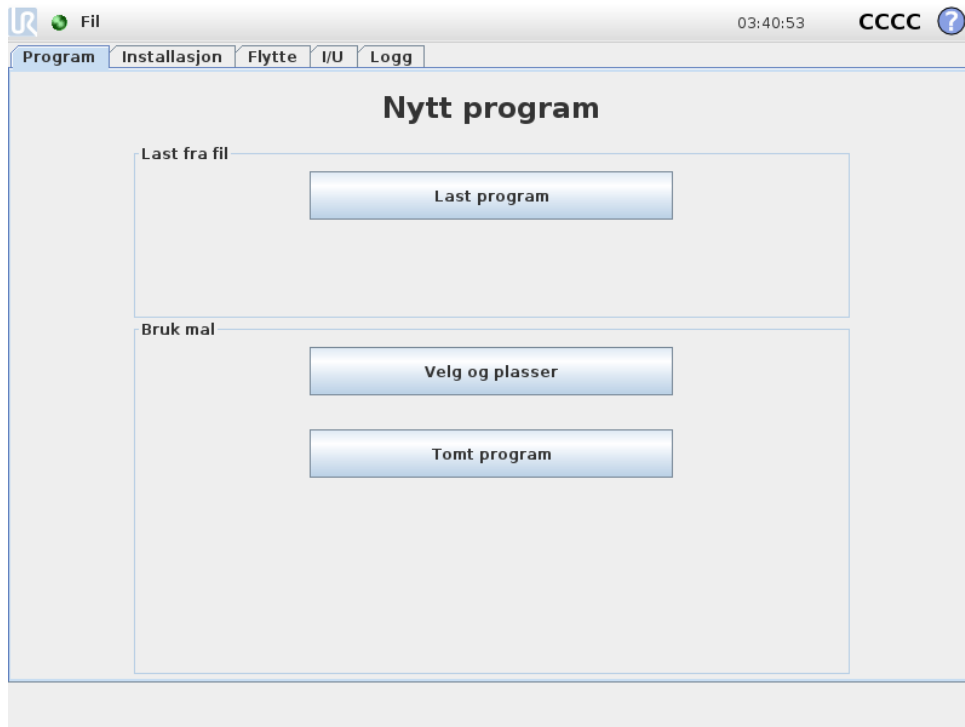 UR Fil 03:40:53 CCCC ?
Program Installasjon Flytte I/U Logg
Nytt program
Last fra fil
Last program
Bruk mal
Velg og plasser
Tomt program